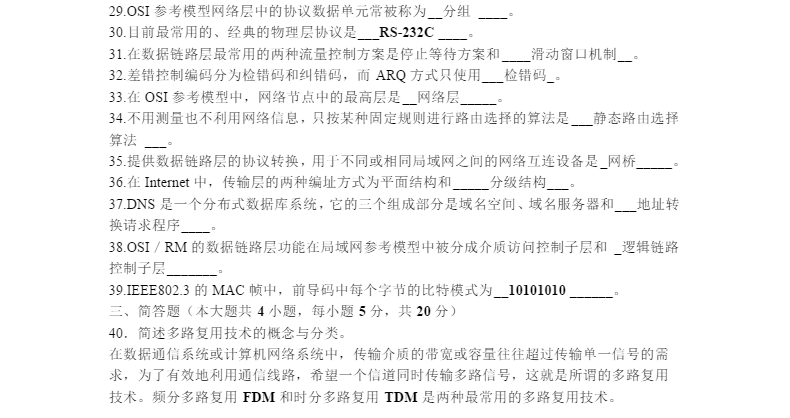 29.OSI 参考模型网络层中的协议数据单元常被称为__分组 ____。
30.目前最常用的、经典的物理层协议是___RS-232C ____。
31.在数据链路层最常用的两种流量控制方案是停止等待方案和____滑动窗口机制__。
32.差错控制编码分为检错码和纠错码，而 ARQ 方式只使用___检错码_。
33.在 OSI 参考模型中，网络节点中的最高层是__网络层_____。
34.不用测量也不利用网络信息，只按某种固定规则进行路由选择的算法是___静态路由选择
算法 ___。
35.提供数据链路层的协议转换，用于不同或相同局域网之间的网络互连设备是_网桥_____。
36.在 Internet 中，传输层的两种编址方式为平面结构和_____分级结构___。
37.DNS 是一个分布式数据库系统，它的三个组成部分是域名空间、域名服务器和___地址转
换请求程序____。
38.OSI／RM 的数据链路层功能在局域网参考模型中被分成介质访问控制子层和 _逻辑链路
控制子层_______。
39.IEEE802.3 的 MAC 帧中，前导码中每个字节的比特模式为__10101010 ______。
三、简答题（本大题共 4 小题，每小题 5 分，共 20 分）
40．简述多路复用技术的概念与分类。
在数据通信系统或计算机网络系统中，传输介质的带宽或容量往往超过传输单一信号的需
求，为了有效地利用通信线路，希望一个信道同时传输多路信号，这就是所谓的多路复用
技术。频分多路复用 FDM 和时分多路复用 TDM 是两种最常用的多路复用技术。